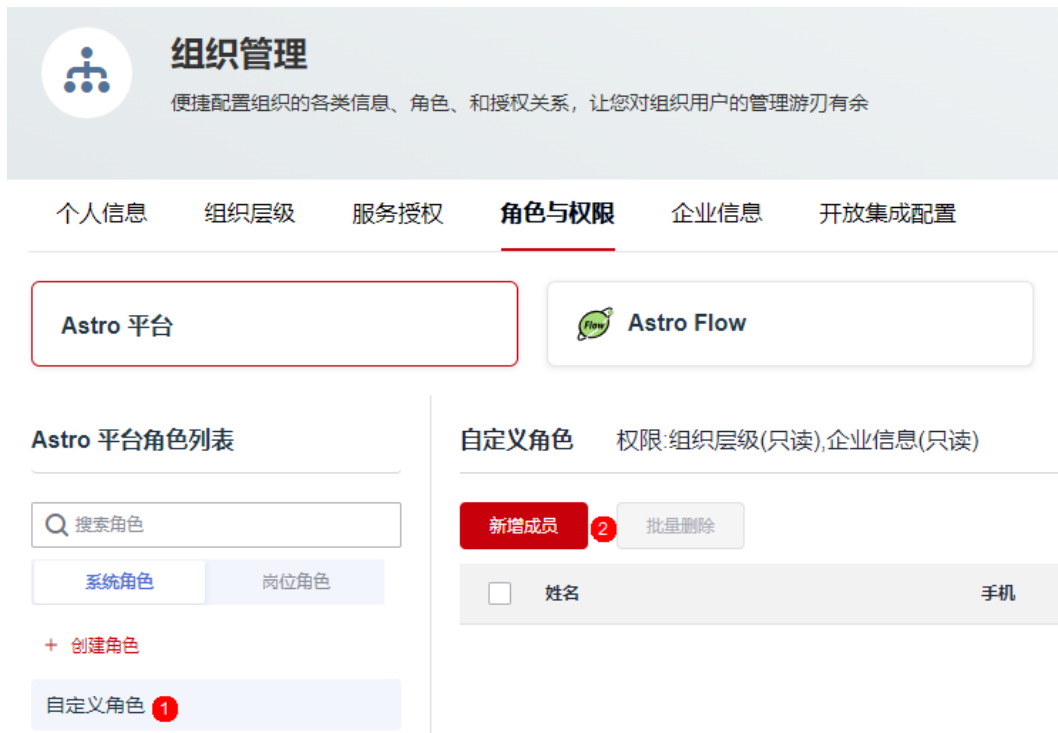 组织管理
便捷配置组织的各类信息、角色、和授权关系，让您对组织用户的管理游刃有余
个人信息 组织层级 服务授权 角色与权限 企业信息 开放集成配置
Astro 平台
Flow Astro Flow
Astro 平台角色列表
自定义角色 权限:组织层级(只读),企业信息(只读)
搜索角色
新增成员 2 批量删除
系统角色 岗位角色
姓名 手机
+ 创建角色
自定义角色 1